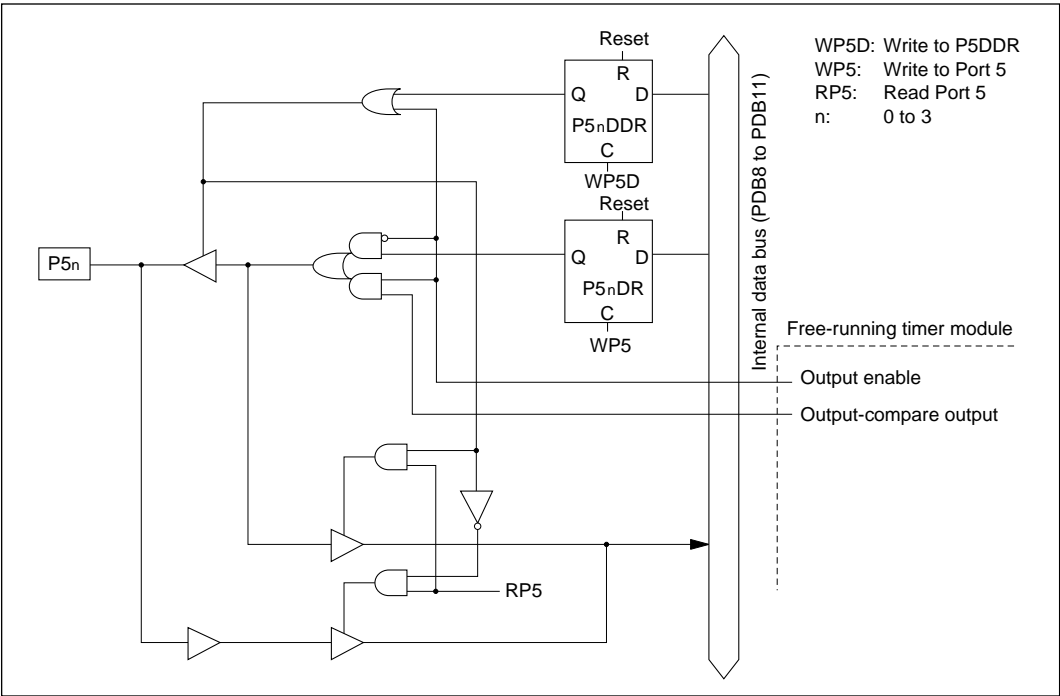 Reset
R
Q D
P5nDDR
C
WP5D
Reset
R
Q D
P5nDR
C
WP5
P5n
Internal data bus (PDB8 to PDB11)
WP5D: Write to P5DDR
WP5: Write to Port 5
RP5: Read Port 5
n: 0 to 3
Free-running timer module
Output enable
Output-compare output
RP5